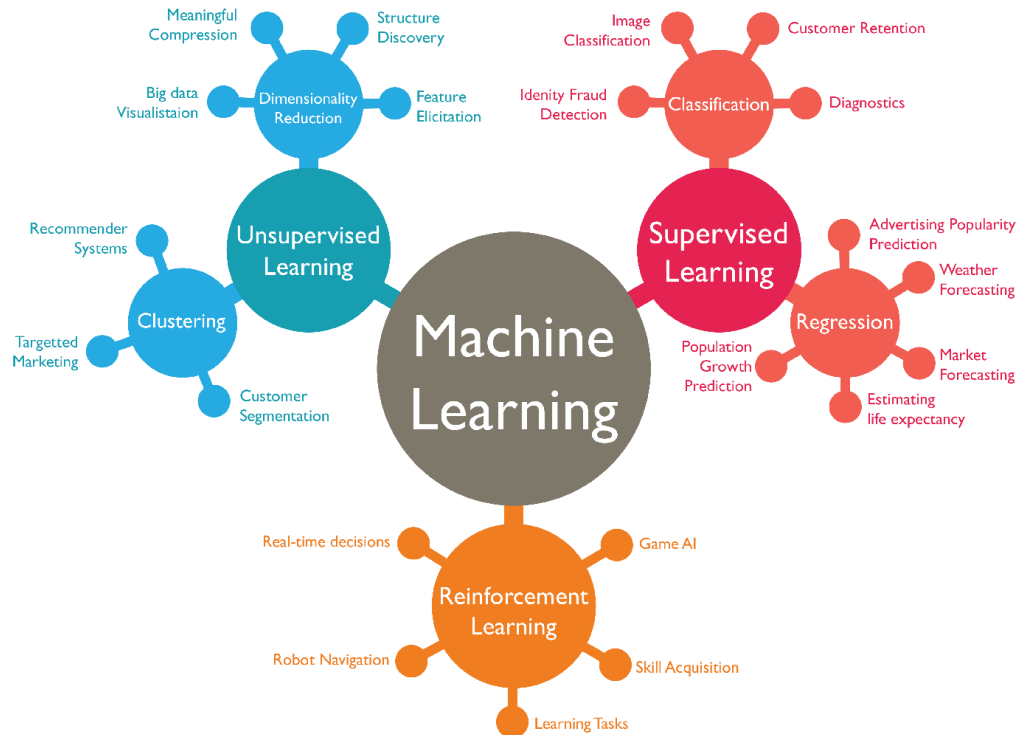 Meaningful
Compression
Structure
Discovery
Big data
Visualistaion
Dimensionality
Reduction
Feature
Elicitation
Image
Classification
Customer Retention
Idenity Fraud
Detection
Classification
Diagnostics
Recommender
Systems
Unsupervised
Learning
Clustering
Targetted
Marketing
Customer
Segmentation
Machine
Learning
Supervised
Learning
Advertising Popularity
Prediction
Weather
Forecasting
Regression
Population
Growth
Prediction
Market
Forecasting
Estimating
life expectancy
Real-time decisions
Game AI
Reinforcement
Learning
Robot Navigation
Skill Acquisition
Learning Tasks